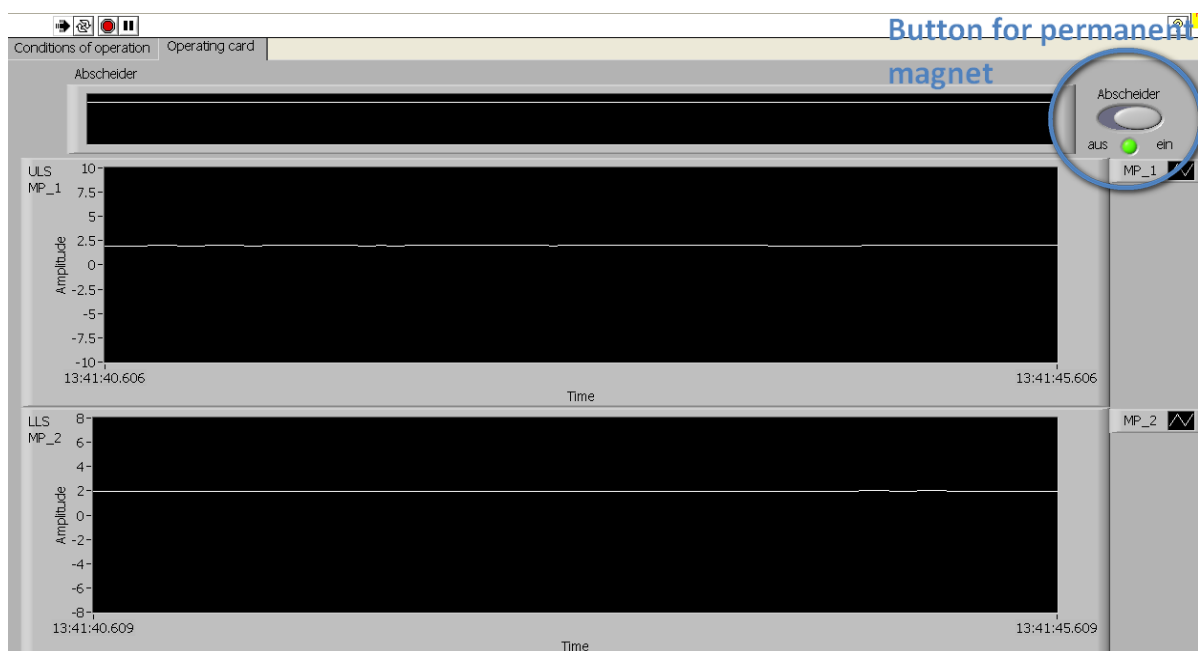 Button for permanent
magnet
Conditions of operation Operating card
Abscheider
Abscheider
aus ein
ULS
MP_1
10
7.5
5
2.5
0
-2.5
-5
-7.5
-10
Amplitude
13:41:40.606 13:41:45.606
Time
MP_1
LLS
MP_2
8
6
4
2
0
-2
-4
-6
-8
Amplitude
13:41:40.609 13:41:45.609
Time
MP_2